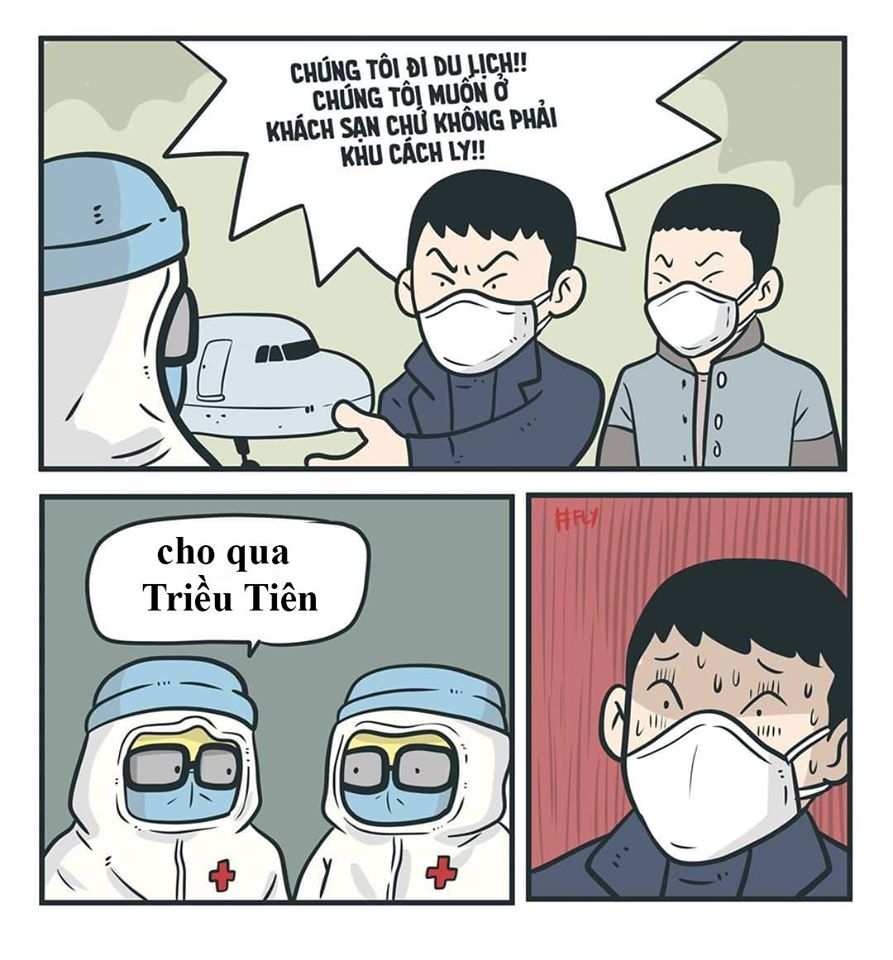 CHÚNG TÔI ĐI DU LỊCH!!
CHÚNG TÔI MUỐN Ở
KHÁCH SẠN CHỨ KHÔNG PHẢI
KHU CÁCH LY!!
cho qua
Triều Tiên
#FLY